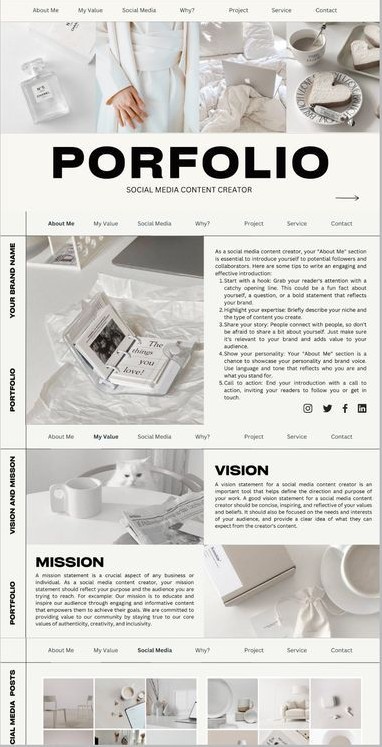 About Me My Value Social Media Why? Project Service Contact
PORFOLIO
SOCIAL MEDIA CONTENT CREATOR
About Me My Value Social Media Why? Project Service Contact
YOUR BRAND NAME
PORTFOLIO
The
things
you
love!
As a social media content creator, your "About Me" section
is essential to introduce yourself to potential followers and
collaborators. Here are some tips to write an engaging and
effective introduction:
1.Start with a hook: Grab your reader's attention with a
catchy opening line. This could be a fun fact about
yourself, a question, or a bold statement that reflects
your brand.
2.Highlight your expertise: Briefly describe your niche and
the type of content you create.
3.Share your story: People connect with people, so don't
be afraid to share a bit about yourself. Just make sure
it's relevant to your brand and adds value to your
audience.
4.Show your personality: Your "About Me" section is a
chance to showcase your personality and brand voice.
Use language and tone that reflects who you are and
what you stand for.
5.Call to action: End your introduction with a call to
action, inviting your readers to follow you or get in
touch.
About Me My Value Social Media Why? Project Service Contact
VISION AND MISSON
PORTFOLIO
VISION
A vision statement for a social media content creator is an
important tool that helps define the direction and purpose of
your work. A good vision statement for a social media content
creator should be concise, inspiring, and reflective of your values
and beliefs. It should also be focused on the needs and interests
of your audience, and provide a clear idea of what they can
expect from the creator's content.
MISSION
A mission statement is a crucial aspect of any business or
individual. As a social media content creator, your mission
statement should reflect your purpose and the audience you are
trying to reach. For example: Our mission is to educate and
inspire our audience through engaging and informative content
that empowers them to achieve their goals. We are committed to
providing value to our community by staying true to our core
values of authenticity, creativity, and inclusivity.
About Me My Value Social Media Why? Project Service Contact
CIAL MEDIA POSTS